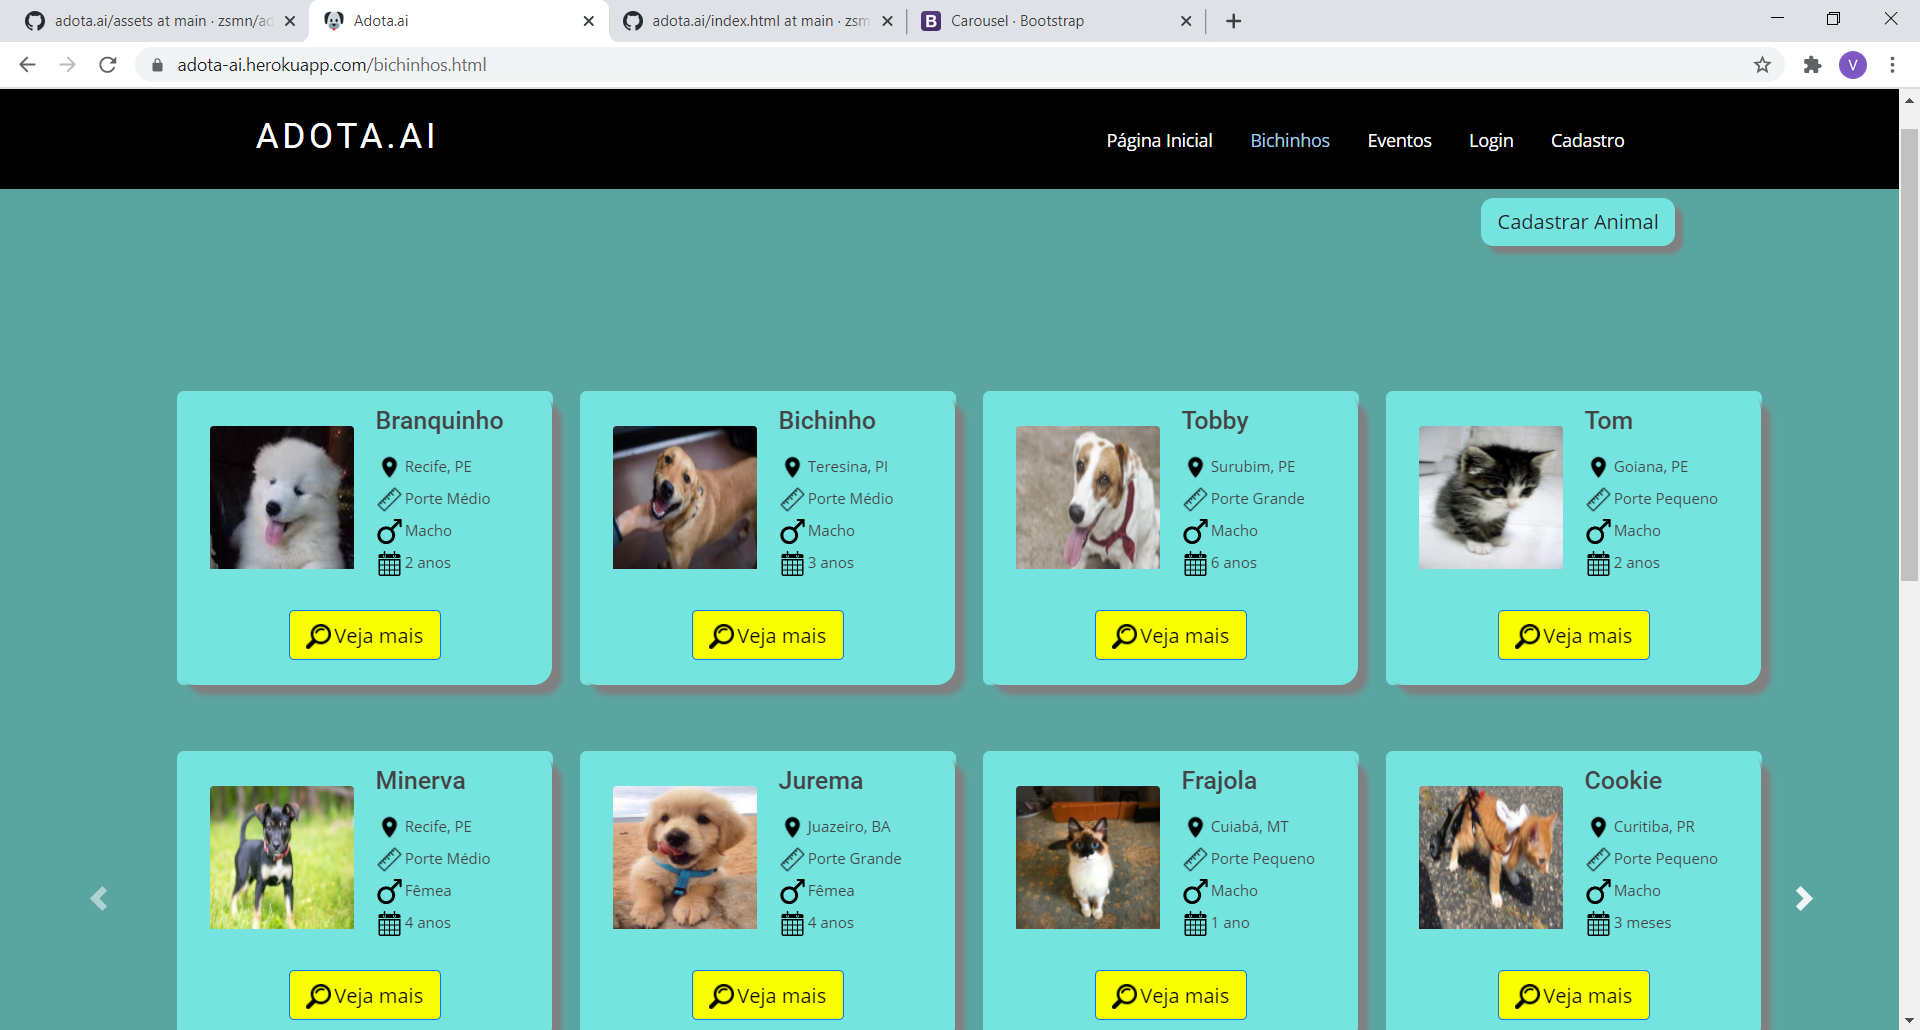 adota.ai/assets at main · zsmn/ad
Adota.ai
adota.ai/index.html at main · zsm
B Carousel · Bootstrap
adota-ai.herokuapp.com/bichinhos.html
V
ADOTA.AI
Página Inicial Bichinhos Eventos Login Cadastro
Cadastrar Animal
Branquinho
Recife, PE
Porte Médio
Macho
2 anos
Veja mais
Bichinho
Teresina, PI
Porte Médio
Macho
3 anos
Veja mais
Tobby
Surubim, PE
Porte Grande
Macho
6 anos
Veja mais
Tom
Goiana, PE
Porte Pequeno
Macho
2 anos
Veja mais
Minerva
Recife, PE
Porte Médio
Fêmea
4 anos
Veja mais
Jurema
Juazeiro, BA
Porte Grande
Fêmea
4 anos
Veja mais
Frajola
Cuiabá, MT
Porte Pequeno
Macho
1 ano
Veja mais
Cookie
Curitiba, PR
Porte Pequeno
Macho
3 meses
Veja mais